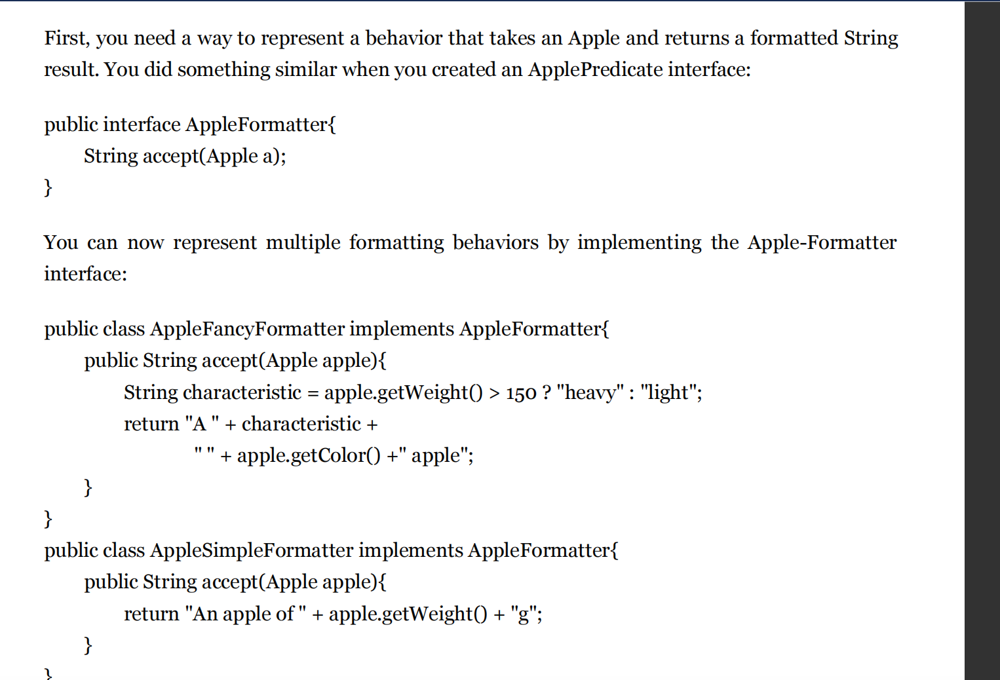 First, you need a way to represent a behavior that takes an Apple and returns a formatted String
result. You did something similar when you created an ApplePredicate interface:
public interface AppleFormatter{
String accept(Apple a);
}
You can now represent multiple formatting behaviors by implementing the Apple-Formatter
interface:
public class AppleFancyFormatter implements AppleFormatter{
public String accept(Apple apple){
String characteristic = apple.getWeight() > 150 ? "heavy" : "light";
return "A " + characteristic +
" " + apple.getColor() +" apple";
}
}
public class AppleSimpleFormatter implements AppleFormatter{
public String accept(Apple apple){
return "An apple of " + apple.getWeight() + "g";
}
}